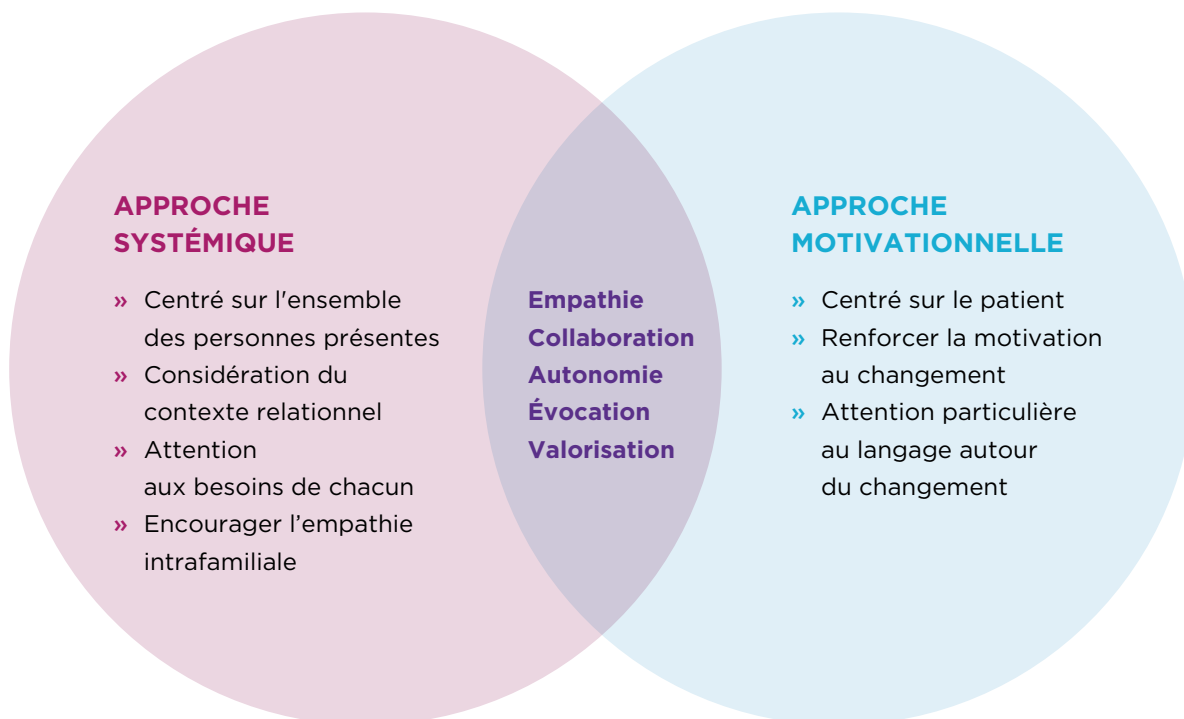 APPROCHE
SYSTÉMIQUE
» Centré sur l'ensemble
des personnes présentes
» Considération du
contexte relationnel
» Attention
aux besoins de chacun
» Encourager l’empathie
intrafamiliale
Empathie
Collaboration
Autonomie
Évocation
Valorisation
APPROCHE
MOTIVATIONNELLE
» Centré sur le patient
» Renforcer la motivation
au changement
» Attention particulière
au langage autour
du changement